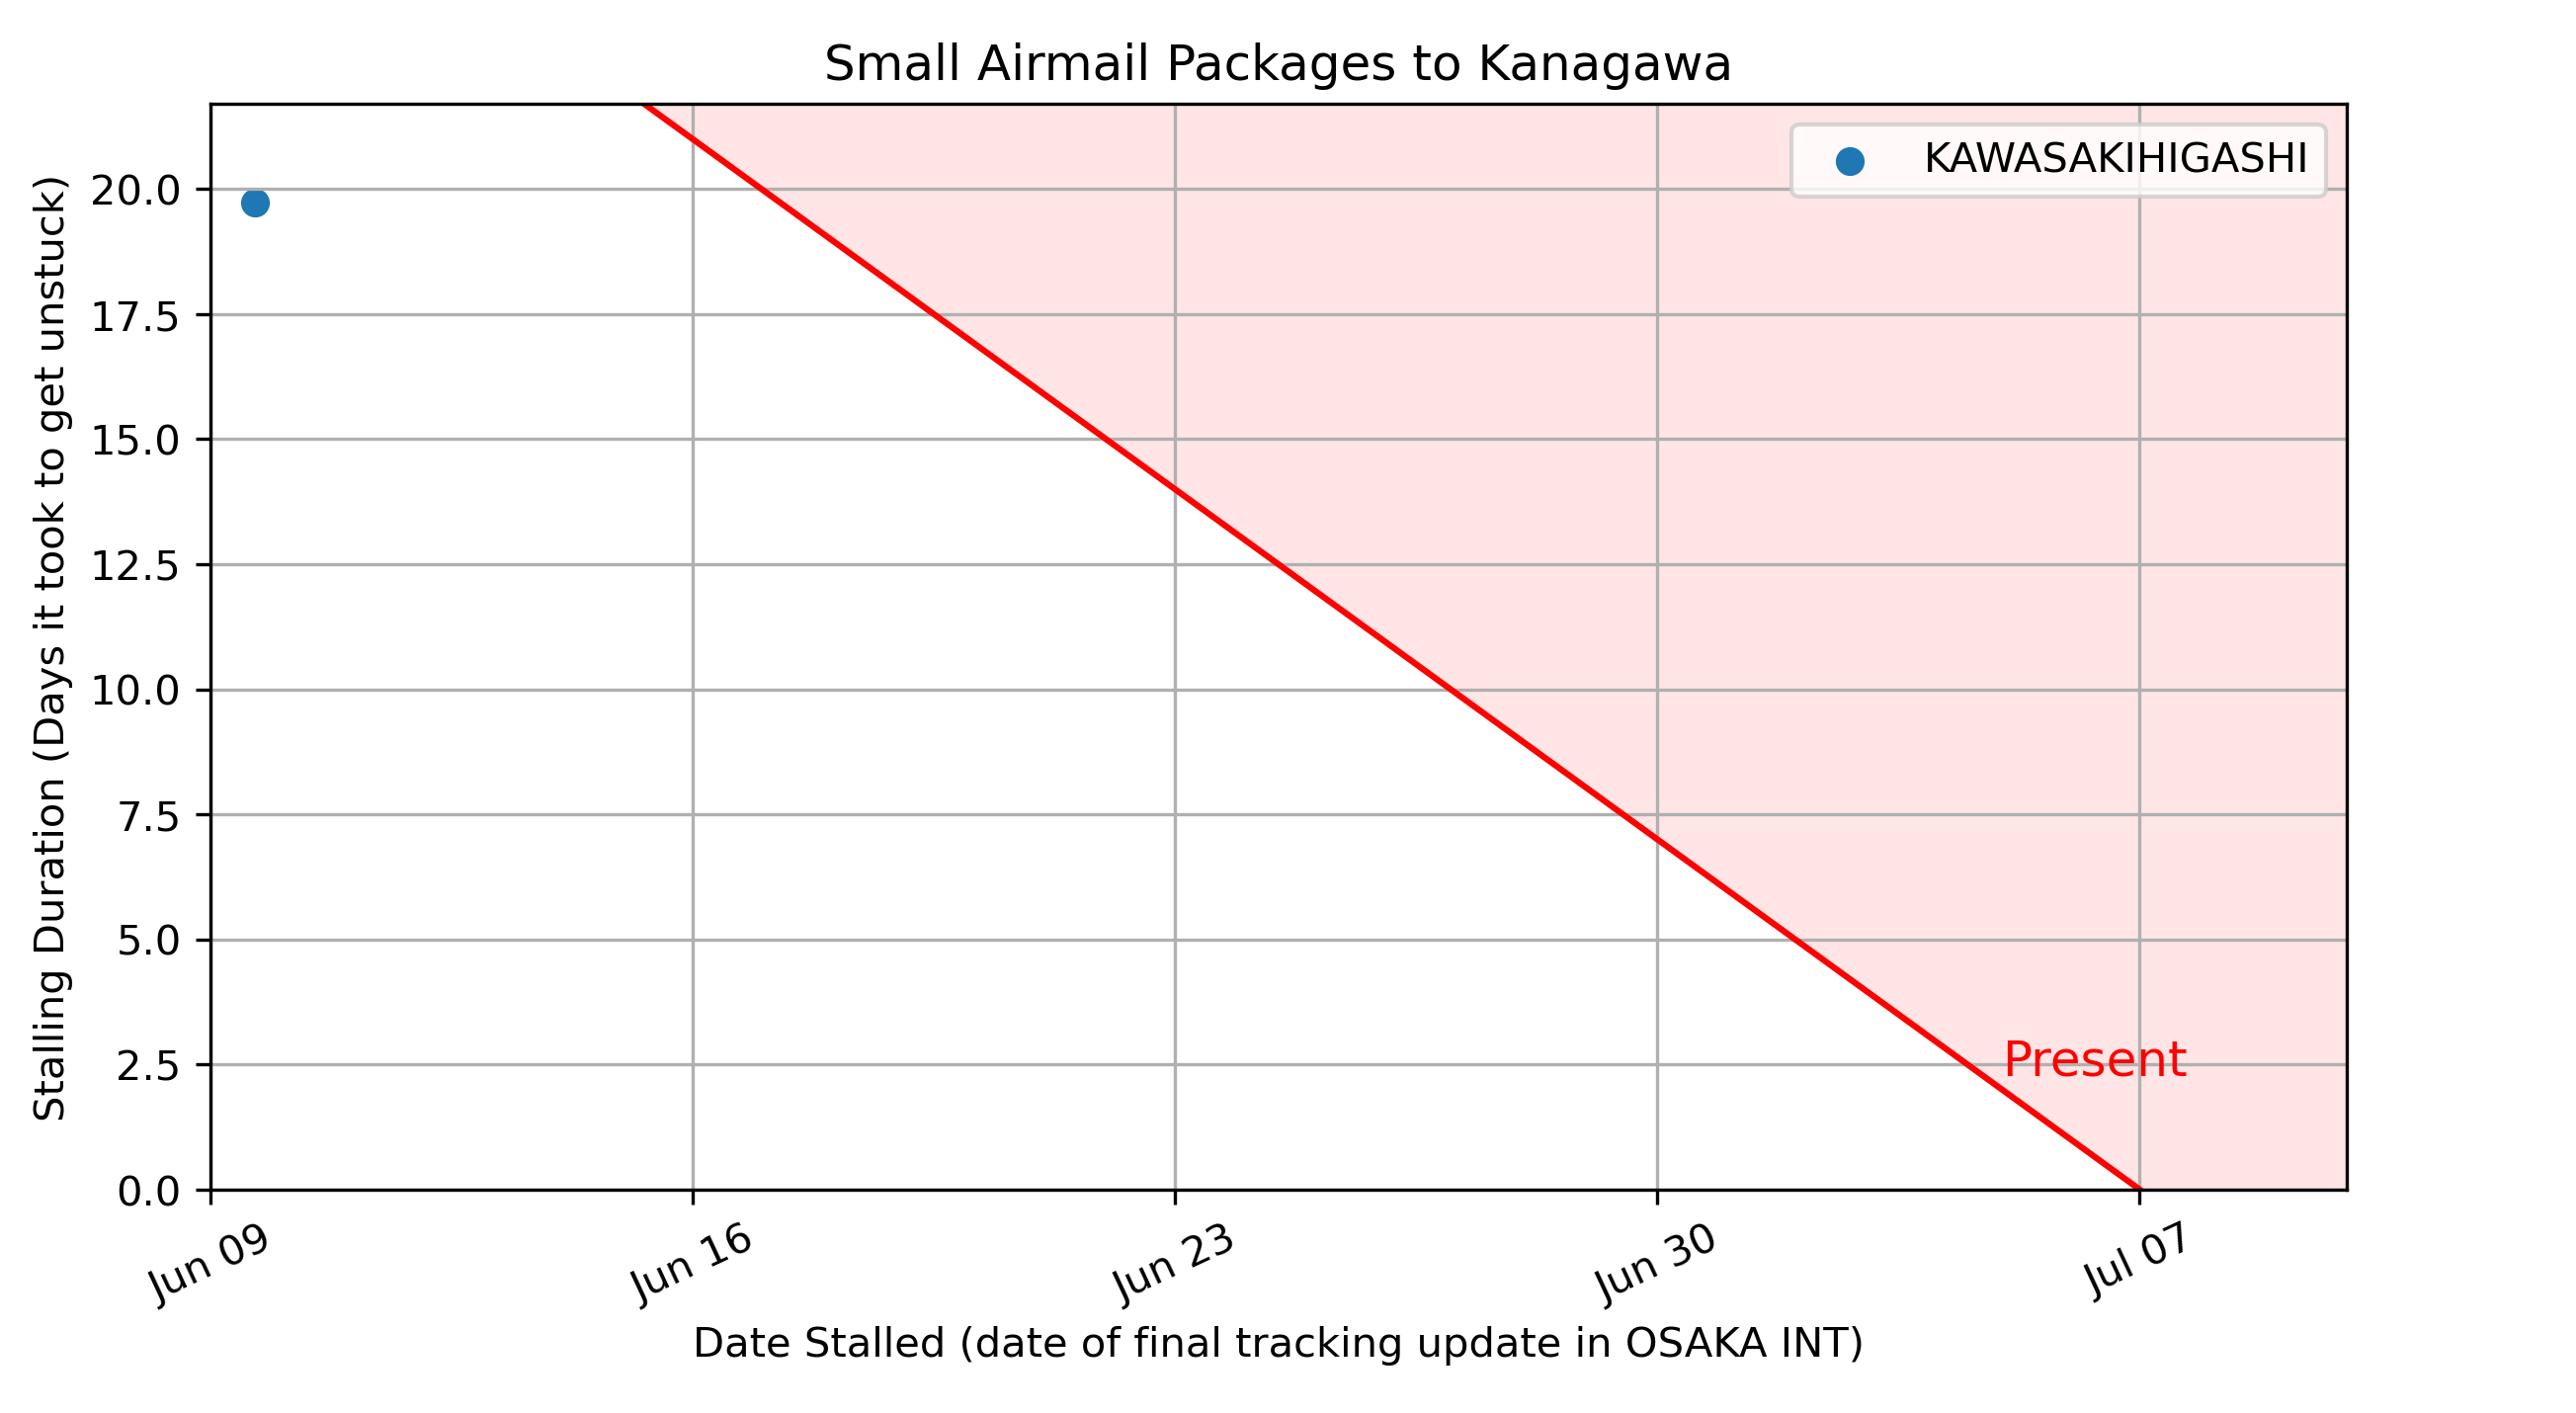 Small Airmail Packages to Kanagawa
KAWASAKIHIGASHI
Stalling Duration (Days it took to get unstuck)
20.0
17.5
15.0
12.5
10.0
7.5
5.0
2.5
0.0
Present
Jun 09
Jun 16
Jun 23
Jun 30
Jul 07
Date Stalled (date of final tracking update in OSAKA INT)